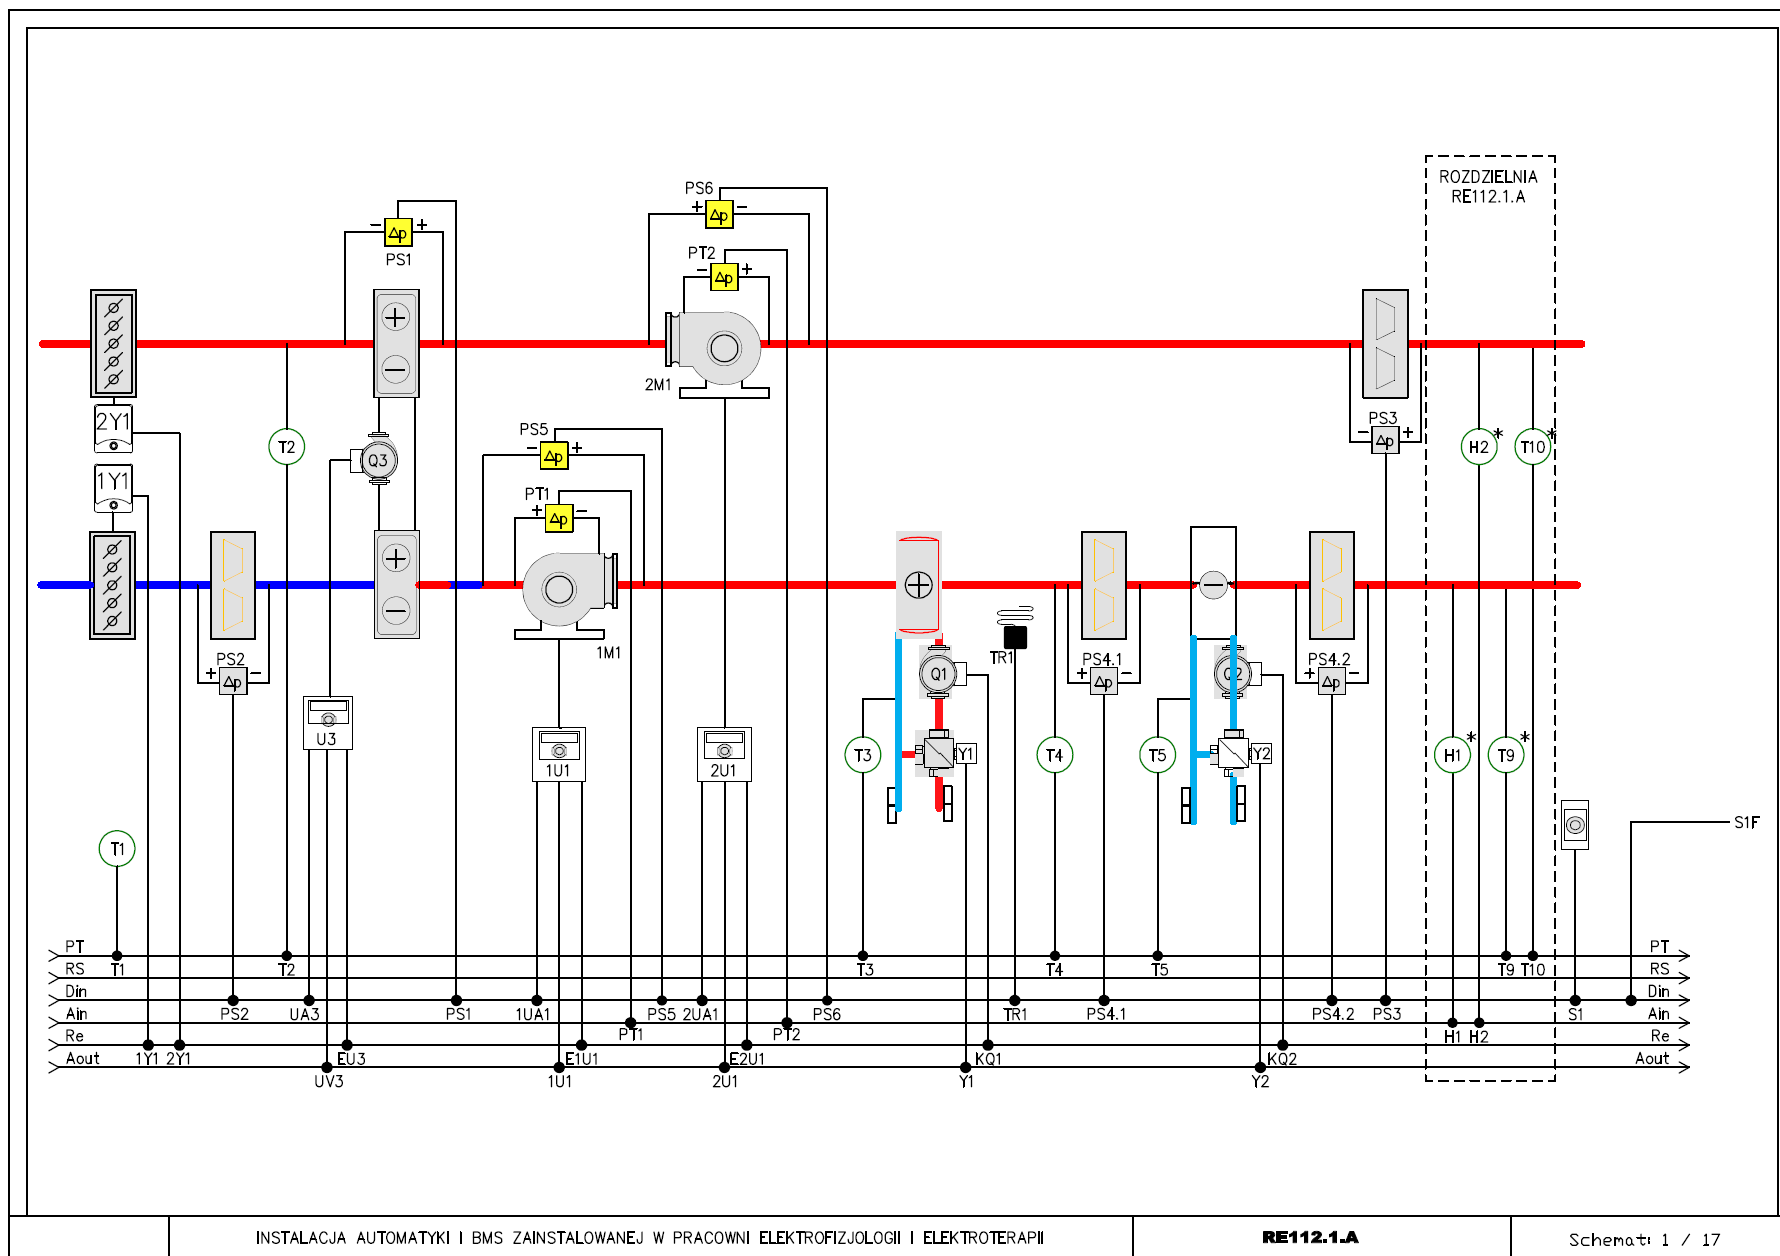 ROZDZIELNIA
RE112.1.A
PS6
+ Δp -
- Δp +
PS1
PT2
- Δp +
2M1
2Y1
1Y1
T2
Q3
PS5
- Δp +
PT1
+ Δp -
1M1
PS3
- Δp +
H2*
T10*
PS2
+ Δp -
U3
1U1
2U1
TR1
Q1
Y1
T3
T4
PS4.1
+ Δp -
Q2
Y2
T5
PS4.2
+ Δp -
H1*
T9*
T1
S1F
PT PT
T1 T2 T3 T4 T5 T9 T10
RS RS
Din Din
PS2 UA3 PS1 1UA1 PS5 2UA1 PS6 TR1 PS4.1 PS4.2 PS3 S1
Ain Ain
PT1 PT2 H1 H2
Re Re
1Y1 2Y1 EU3 E1U1 E2U1 KQ1 KQ2
Aout Aout
UV3 1U1 2U1 Y1 Y2
INSTALACJA AUTOMATYKI I BMS ZAINSTALOWANEJ W PRACOWNI ELEKTROFIZJOLOGII I ELEKTROTERAPII
RE112.1.A
Schemat: 1 / 17